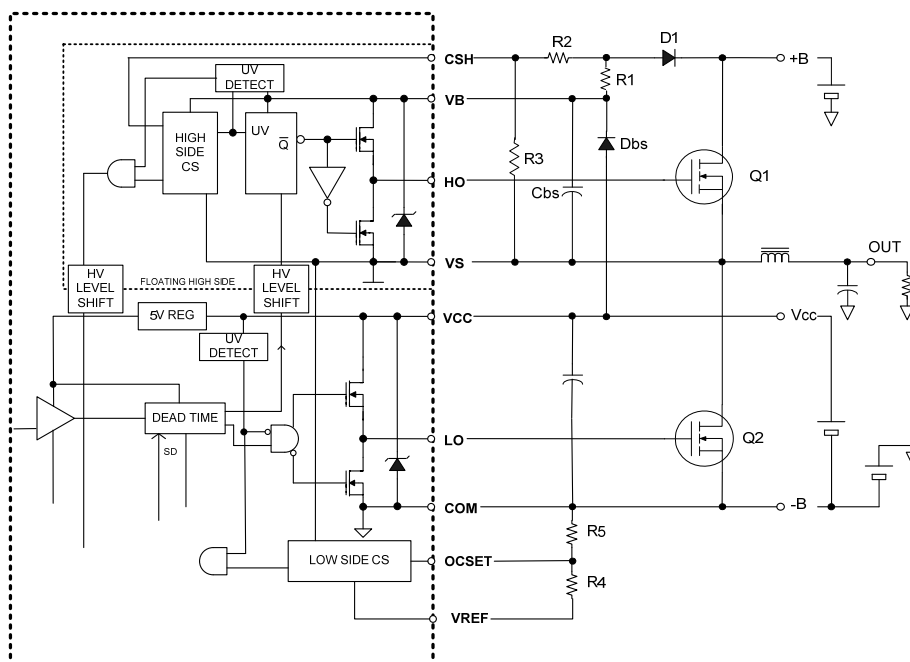 R2
D1
CSH
+B
UV
DETECT
R1
VB
HIGH
SIDE
CS
UV
Q̅
R3
Dbs
HO
Cbs
Q1
VS
OUT
HV
LEVEL
SHIFT
FLOATING HIGH SIDE
HV
LEVEL
SHIFT
5V REG
VCC
Vcc
UV
DETECT
DEAD TIME
SD
LO
Q2
COM
-B
R5
LOW SIDE CS
OCSET
R4
VREF